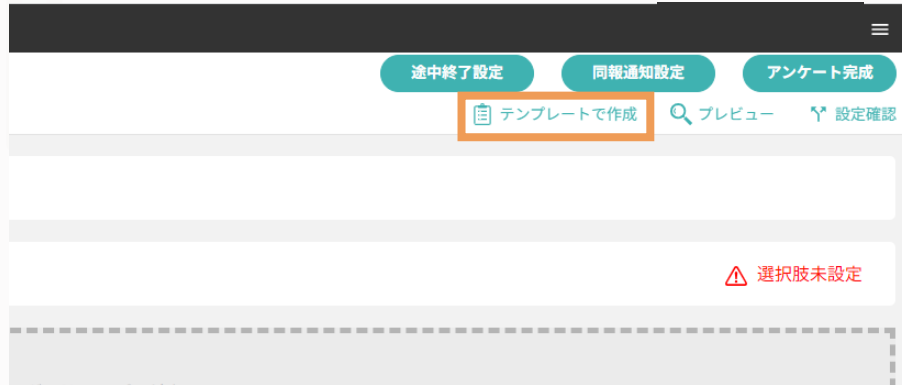 途中終了設定 同報通知設定 アンケート完成
テンプレートで作成 プレビュー 設定確認
選択肢未設定